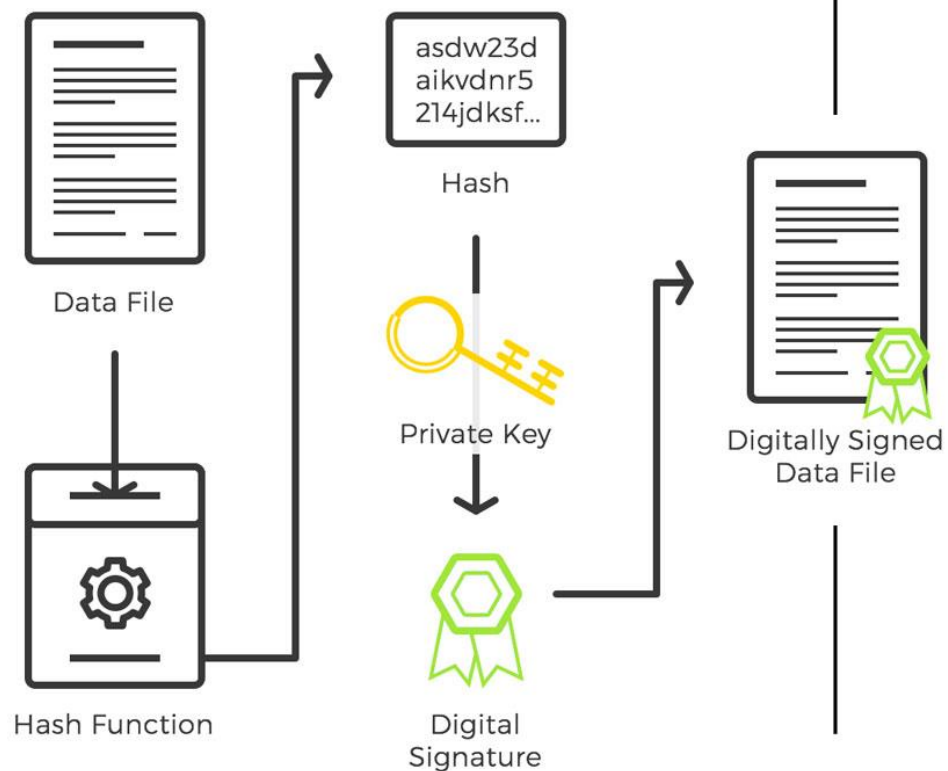 Data File
Hash Function
asdw23d
aikvdnr5
214jdksf...
Hash
Private Key
Digital
Signature
Digitally Signed
Data File